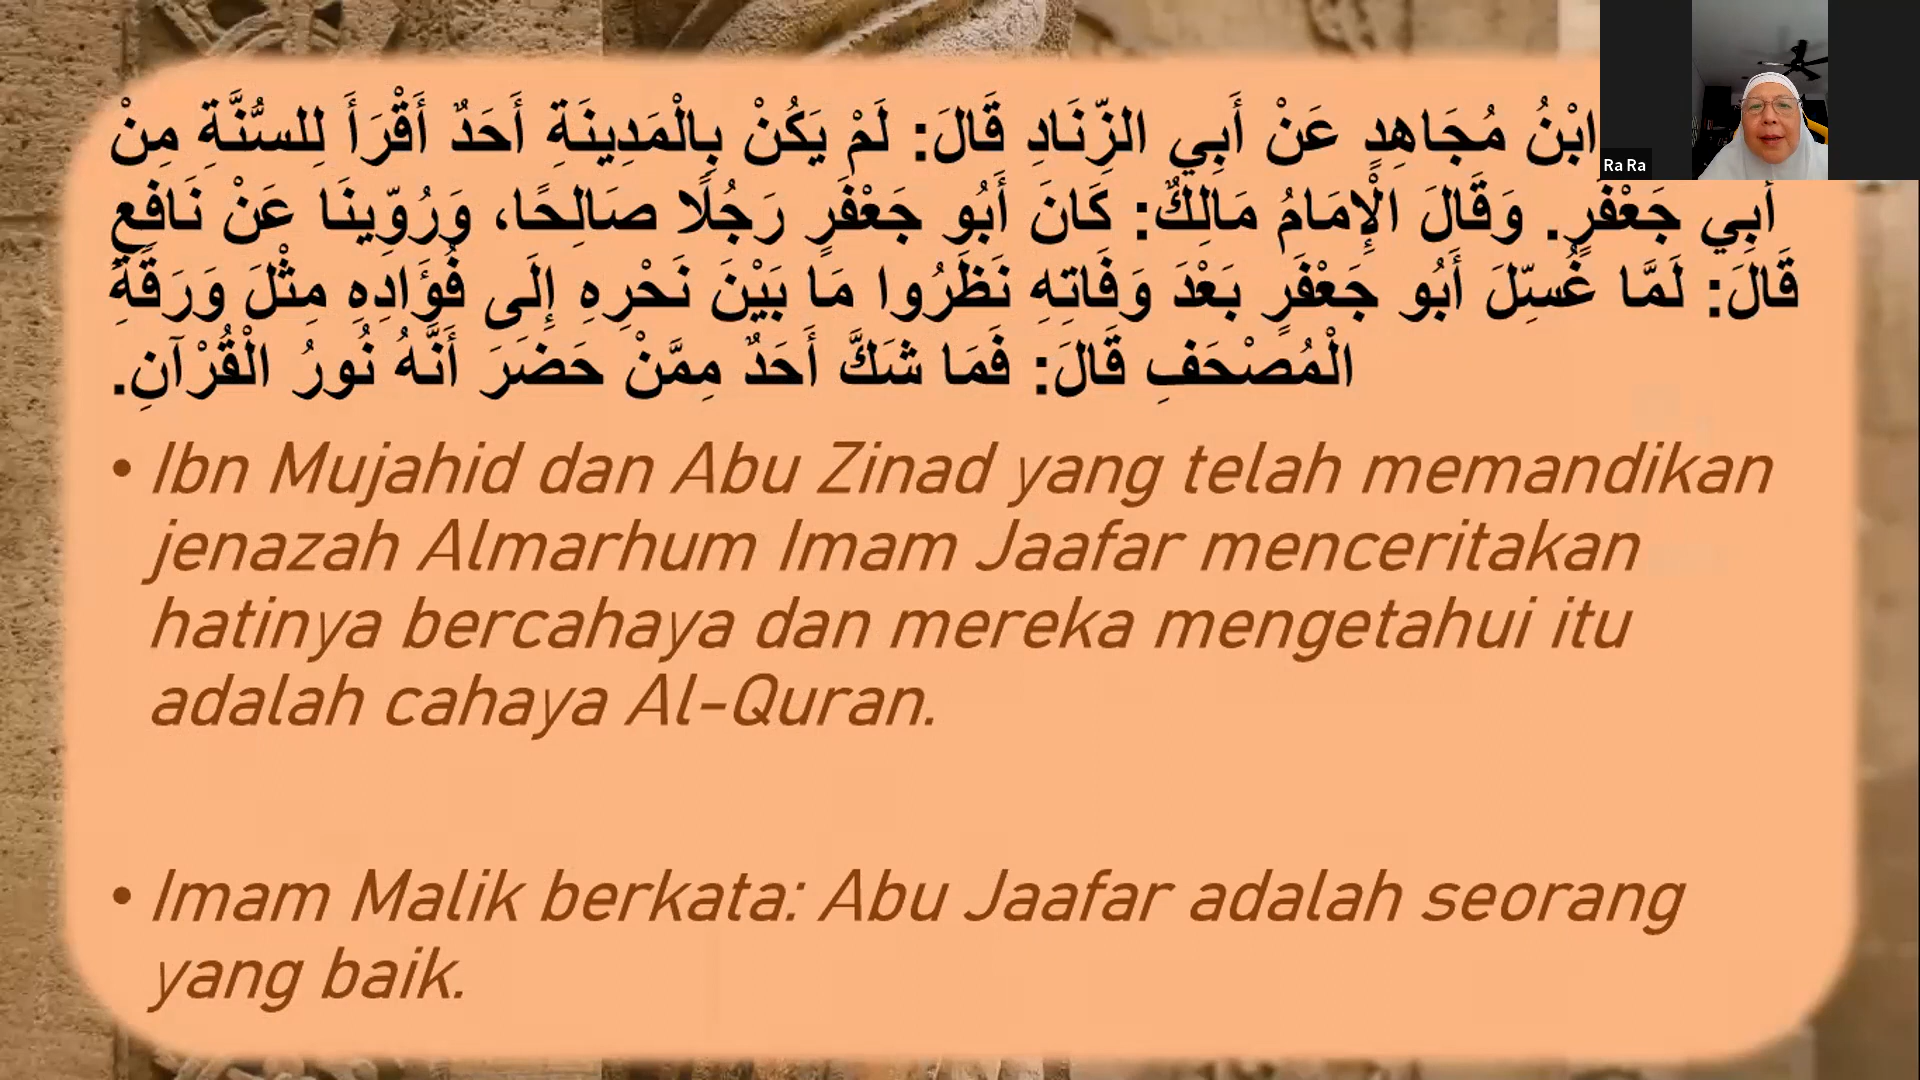 ابْنُ مُجَاهِدٍ عَنْ أَبِي الزِّنَادِ قَالَ: لَمْ يَكُنْ بِالْمَدِينَةِ أَحَدٌ أَقْرَأَ لِلسُّنَّةِ مِنْ
أَبِي جَعْفَرٍ. وَقَالَ الْإِمَامُ مَالِكٌ: كَانَ أَبُو جَعْفَرٍ رَجُلًا صَالِحًا، وَرُوِّينَا عَنْ نَافِعٍ
قَالَ: لَمَّا غُسِّلَ أَبُو جَعْفَرٍ بَعْدَ وَفَاتِهِ نَظَرُوا مَا بَيْنَ نَحْرِهِ إِلَى فُؤَادِهِ مِثْلَ وَرَقَةِ
الْمُصْحَفِ قَالَ: فَمَا شَكَّ أَحَدٌ مِمَّنْ حَضَرَ أَنَّهُ نُورُ الْقُرْآنِ.
• Ibn Mujahid dan Abu Zinad yang telah memandikan
jenazah Almarhum Imam Jaafar menceritakan
hatinya bercahaya dan mereka mengetahui itu
adalah cahaya Al-Quran.
• Imam Malik berkata: Abu Jaafar adalah seorang
yang baik.
Ra Ra